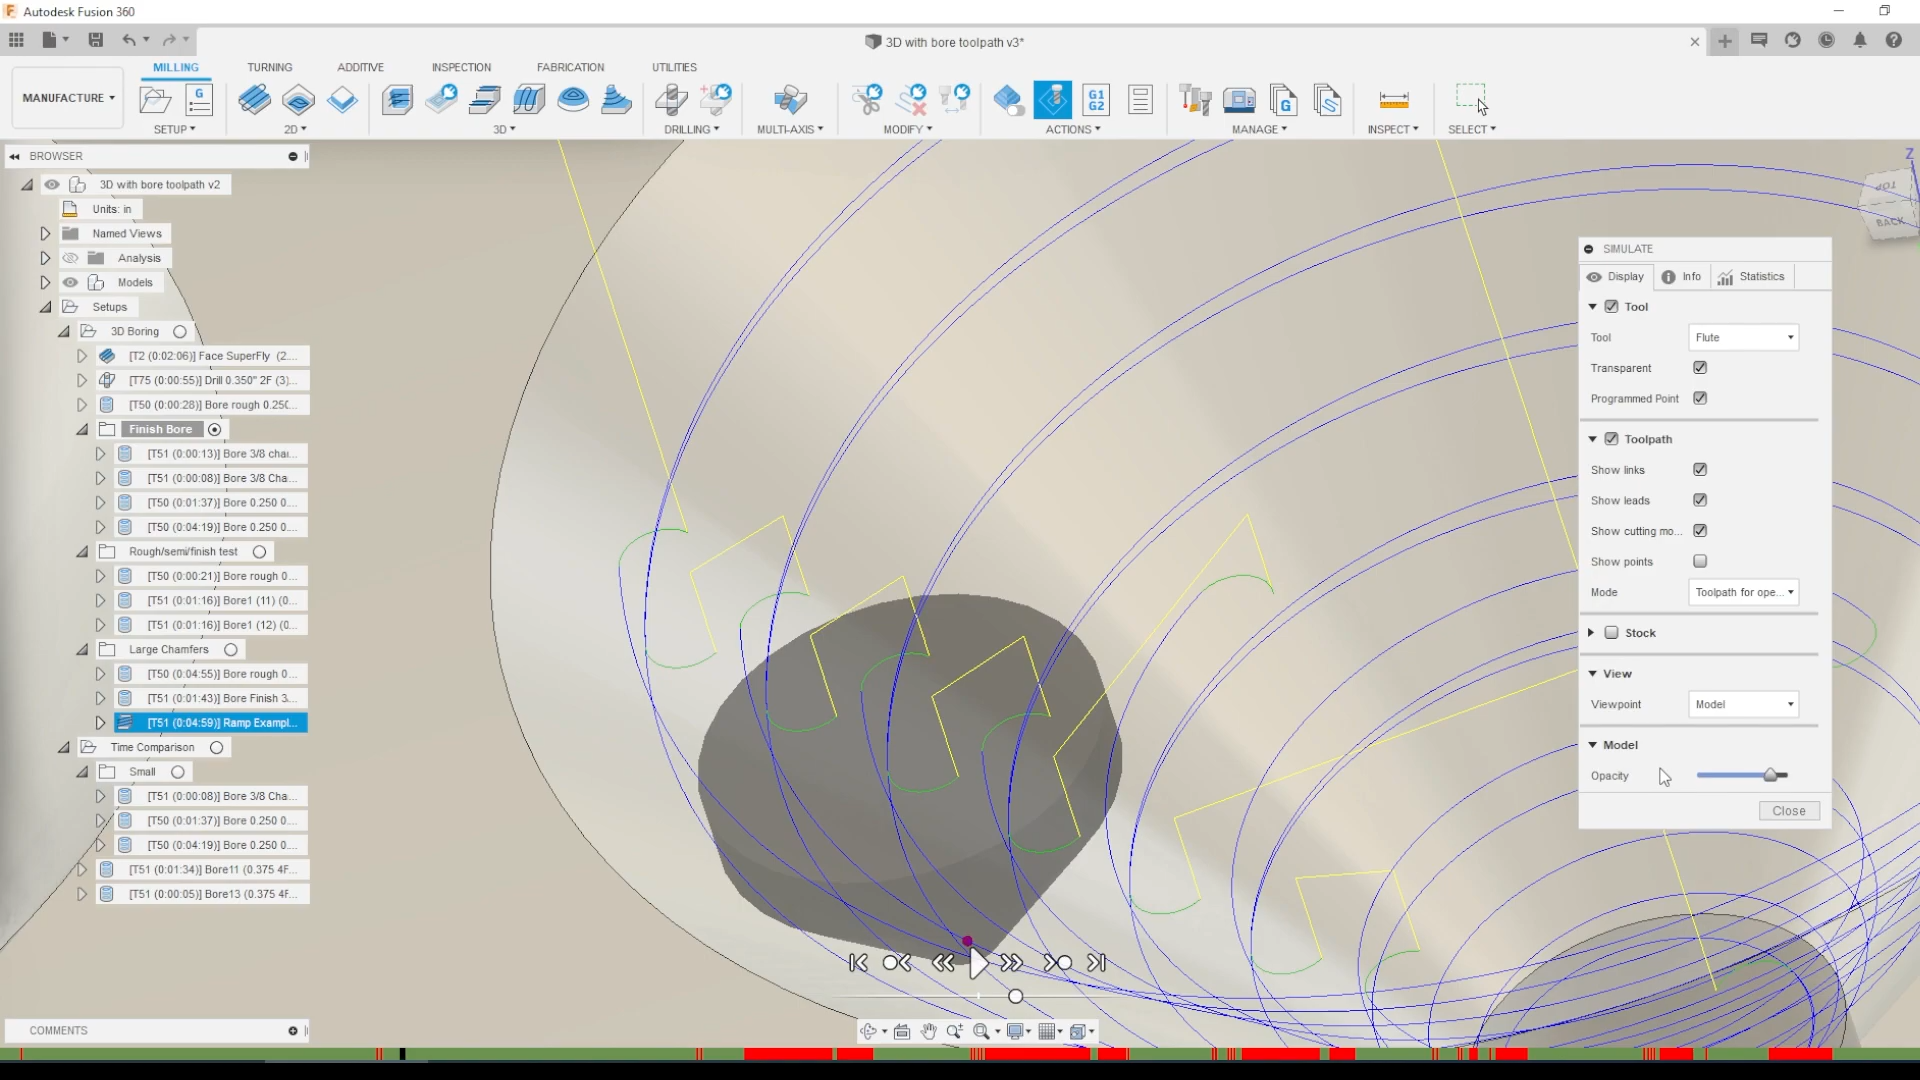 Autodesk Fusion 360
3D with bore toolpath v3*
MILLING TURNING ADDITIVE INSPECTION FABRICATION UTILITIES
MANUFACTURE
G G1 G2 G
SETUP 2D 3D DRILLING MULTI-AXIS MODIFY ACTIONS MANAGE INSPECT SELECT
BROWSER
3D with bore toolpath v2
Units: in
Named Views
Analysis
Models
Setups
3D Boring
[T2 (0:02:06)] Face SuperFly (2....
[T75 (0:00:55)] Drill 0.350" 2F (3)...
[T50 (0:00:28)] Bore rough 0.250...
Finish Bore
[T51 (0:00:13)] Bore 3/8 chai...
[T51 (0:00:08)] Bore 3/8 Cha...
[T50 (0:01:37)] Bore 0.250 0....
[T50 (0:04:19)] Bore 0.250 0....
Rough/semi/finish test
[T50 (0:00:21)] Bore rough 0...
[T51 (0:01:16)] Bore1 (11) (0...
[T51 (0:01:16)] Bore1 (12) (0...
Large Chamfers
[T50 (0:04:55)] Bore rough 0...
[T51 (0:01:43)] Bore Finish 3...
[T51 (0:04:59)] Ramp Exampl...
Time Comparison
Small
[T51 (0:00:08)] Bore 3/8 Cha...
[T50 (0:01:37)] Bore 0.250 0....
[T50 (0:04:19)] Bore 0.250 0....
[T51 (0:01:34)] Bore11 (0.375 4F...
[T51 (0:00:05)] Bore13 (0.375 4F...
COMMENTS
Z
TOP
BACK
SIMULATE
Display Info Statistics
Tool
Tool Flute
Transparent
Programmed Point
Toolpath
Show links
Show leads
Show cutting mo...
Show points
Mode Toolpath for ope...
Stock
View
Viewpoint Model
Model
Opacity
Close